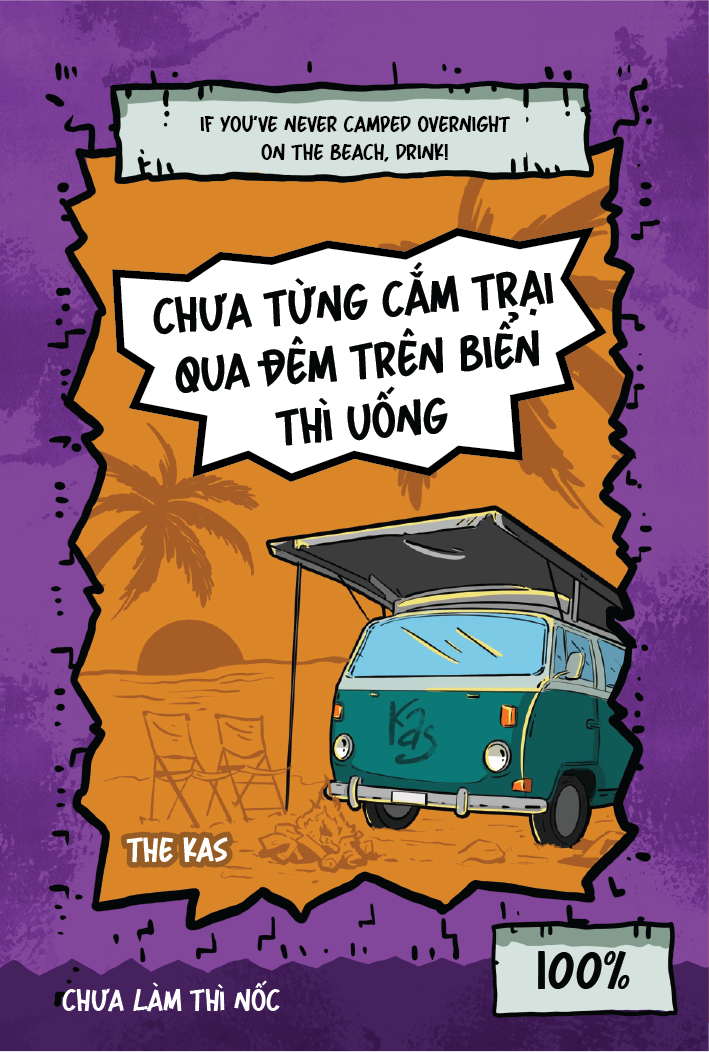 IF YOU'VE NEVER CAMPED OVERNIGHT
ON THE BEACH, DRINK!
CHƯA TỪNG CẮM TRẠI
QUA ĐÊM TRÊN BIỂN
THÌ UỐNG
Kas
THE KAS
100%
CHƯA LÀM THÌ NỐC